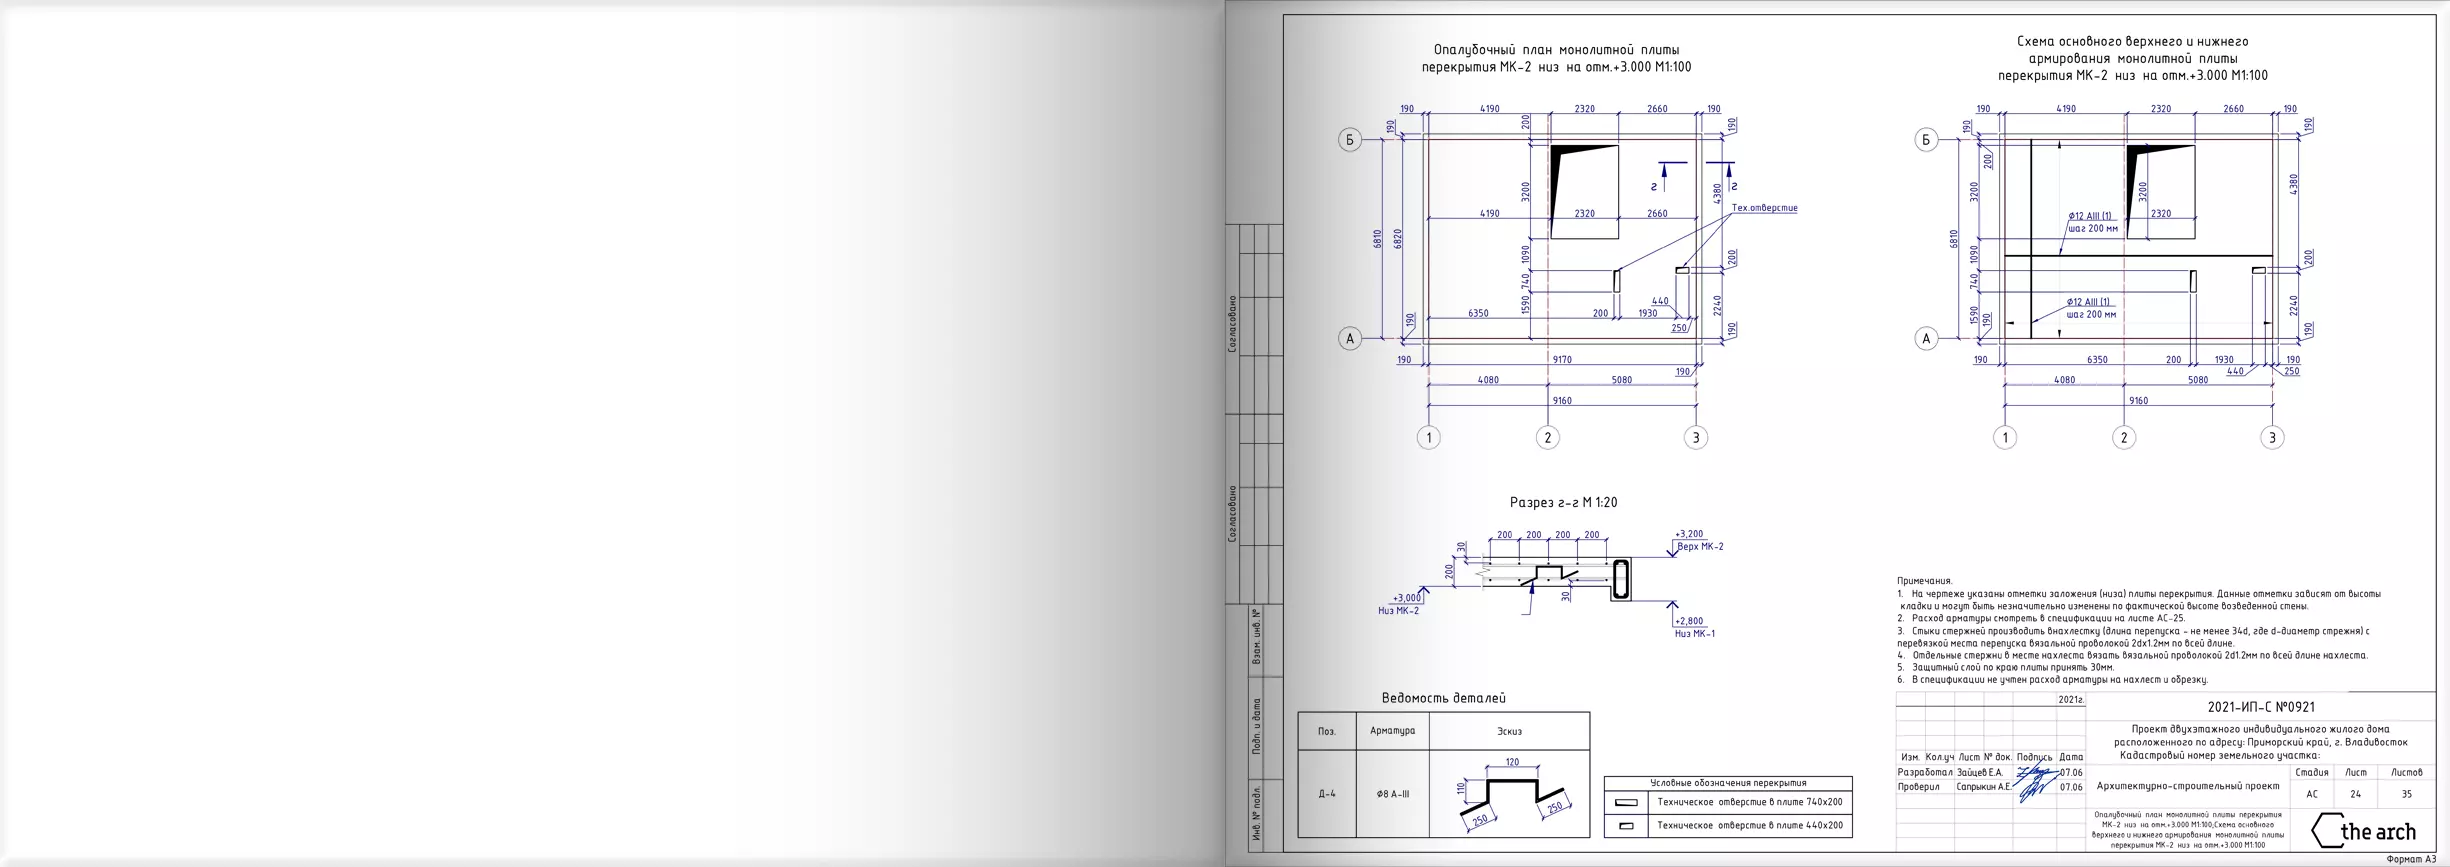 Опалубочный план монолитной плиты
перекрытия МК-2 низ на отм.+3.000 М1:100
190 4190 2320 2660 190
190 200 190
Б
3200 4380
г г
Тех.отверстие
4190 2320 2660
6810 6820
1090 200
740 440
1590 2240
6350 200 1930
250
190 190
А
190 9170
190
4080 5080
9160
1 2 3
Схема основного верхнего и нижнего
армирования монолитной плиты
перекрытия МК-2 низ на отм.+3.000 М1:100
190 4190 2320 2660 190
190 190
Б
200
3200 3200 4380
Ø12 АIII (1)
шаг 200 мм
2320
6810
1090 200
740
Ø12 АIII (1)
шаг 200 мм
1590 190 2240
190
А
190 6350 200 1930 190
440 250
4080 5080
9160
1 2 3
Разрез г-г М 1:20
200 200 200 200
+3,200
Верх МК-2
30
200
+3,000
Низ МК-2
30
+2,800
Низ МК-1
Примечания.
1. На чертеже указаны отметки заложения (низа) плиты перекрытия. Данные отметки зависят от высоты
кладки и могут быть незначительно изменены по фактической высоте возведенной стены.
2. Расход арматуры смотреть в спецификации на листе АС-25.
3. Стыки стержней производить внахлестку (длина перепуска - не менее 34d, где d-диаметр стрежня) с
перевязкой места перепуска вязальной проволокой 2dx1.2мм по всей длине.
4. Отдельные стержни в месте нахлеста вязать вязальной проволокой 2d1.2мм по всей длине нахлеста.
5. Защитный слой по краю плиты принять 30мм.
6. В спецификации не учтен расход арматуры на нахлест и обрезку.
Ведомость деталей
Поз. Арматура Эскиз
Д-4 Ø8 А-III
120
110
250 250
Условные обозначения перекрытия
Техническое отверстие в плите 740х200
Техническое отверстие в плите 440х200
Согласовано
Согласовано
Взам. инв. №
Подп. и дата
Инв. № подл.
2021г.
2021-ИП-С №0921
Проект двухэтажного индивидуального жилого дома
расположенного по адресу: Приморский край, г. Владивосток
Кадастровый номер земельного участка:
Изм. Кол.уч Лист № док. Подпись Дата
Разработал Зайцев Е.А. 07.06
Проверил Сапрыкин А.Е. 07.06
Архитектурно-строительный проект
Стадия Лист Листов
АС 24 35
Опалубочный план монолитной плиты перекрытия
МК-2 низ на отм.+3.000 М1:100;Схема основного
верхнего и нижнего армирования монолитной плиты
перекрытия МК-2 низ на отм.+3.000 М1:100
the arch
Формат А3